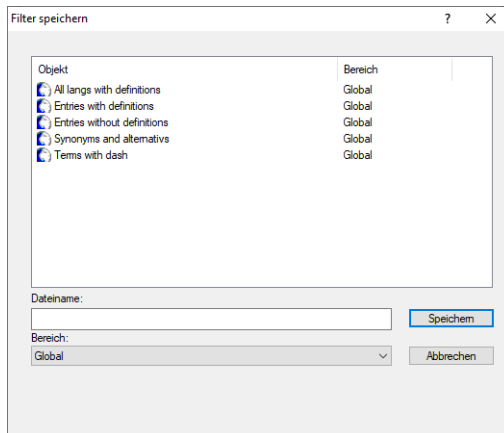 Filter speichern ?
Objekt Bereich
All langs with definitions Global
Entries with definitions Global
Entries without definitions Global
Synonyms and alternativs Global
Terms with dash Global
Dateiname:
Speichern
Bereich:
Global Abbrechen